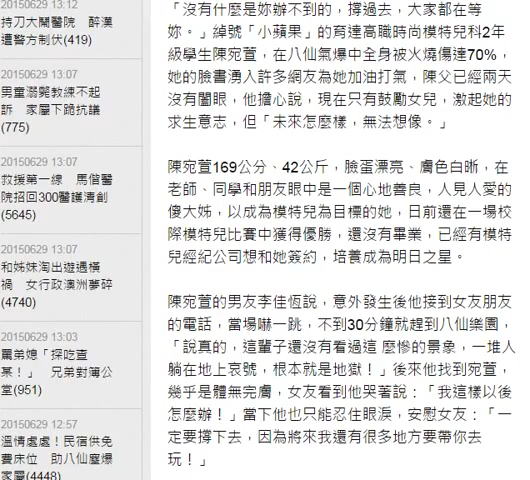 20150629 13:12
持刀大鬧醫院　醉漢
遭警方制伏(419)
20150629 13:07
男童溺斃教練不起
訴　家屬下跪抗議
(775)
20150629 13:07
救援第一線　馬偕醫
院招回300醫護清創
(5645)
20150629 13:07
和姊妹淘出遊遇橫
禍　女行政澳洲夢碎
(4740)
20150629 13:03
罵弟媳「探吃查
某！」　兄弟對簿公
堂(951)
20150629 12:57
溫情處處！民宿供免
費床位　助八仙塵爆
家屬(4448)
「沒有什麼是妳辦不到的，撐過去，大家都在等
妳。」綽號「小蘋果」的育達高職時尚模特兒科2年
級學生陳宛萱，在八仙氣爆中全身被火燒傷達70%，
她的臉書湧入許多網友為她加油打氣，陳父已經兩天
沒有闔眼，他擔心說，現在只有鼓勵女兒，激起她的
求生意志，但「未來怎麼樣，無法想像。」
陳宛萱169公分、42公斤，臉蛋漂亮、膚色白晰，在
老師、同學和朋友眼中是一個心地善良，人見人愛的
傻大姊，以成為模特兒為目標的她，日前還在一場校
際模特兒比賽中獲得優勝，還沒有畢業，已經有模特
兒經紀公司想和她簽約，培養成為明日之星。
陳宛萱的男友李佳恆說，意外發生後他接到女友朋友
的電話，當場嚇一跳，不到30分鐘就趕到八仙樂園，
「說真的，這輩子還沒有看過這 麼慘的景象，一堆人
躺在地上哀號，根本就是地獄！」後來他找到宛萱，
幾乎是體無完膚，女友看到他哭著說：「我這樣以後
怎麼辦！」當下他也只能忍住眼淚，安慰女友：「一
定要撐下去，因為將來我還有很多地方要帶你去
玩！」